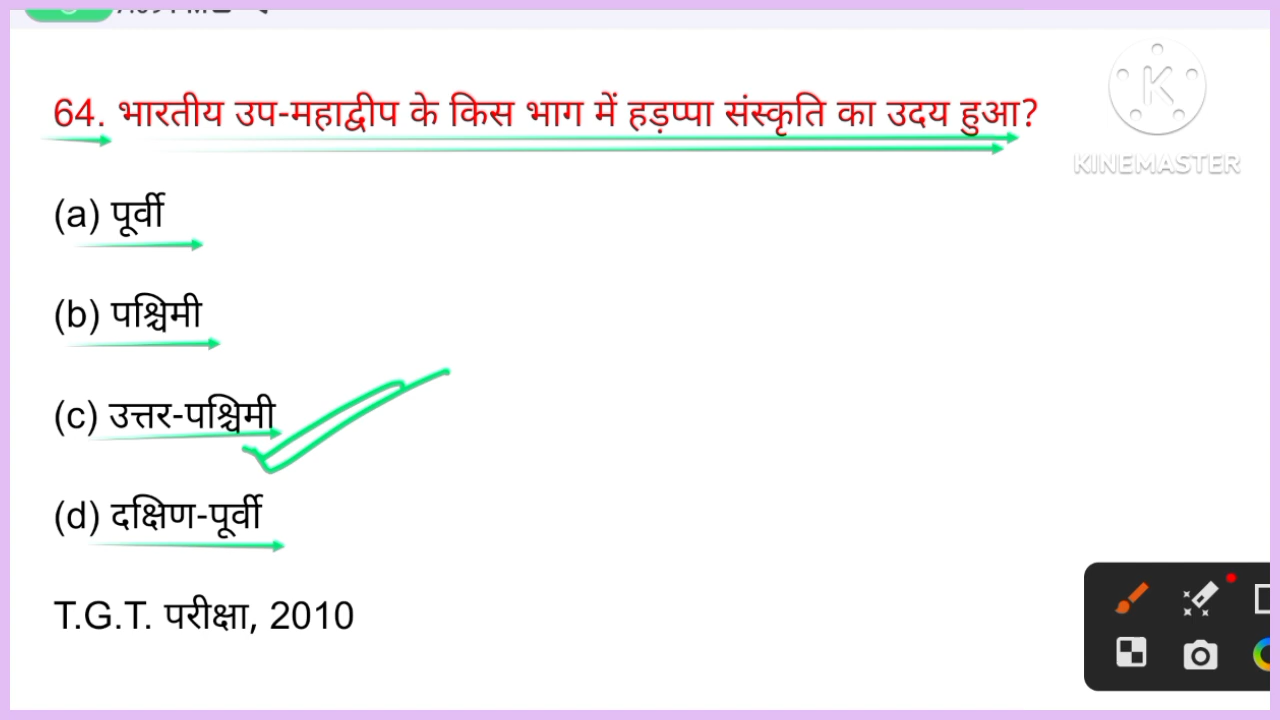 64. भारतीय उप-महाद्वीप के किस भाग में हड़प्पा संस्कृति का उदय हुआ?
KINEMASTER
(a) पूर्वी
(b) पश्चिमी
(c) उत्तर-पश्चिमी
(d) दक्षिण-पूर्वी
T.G.T. परीक्षा, 2010